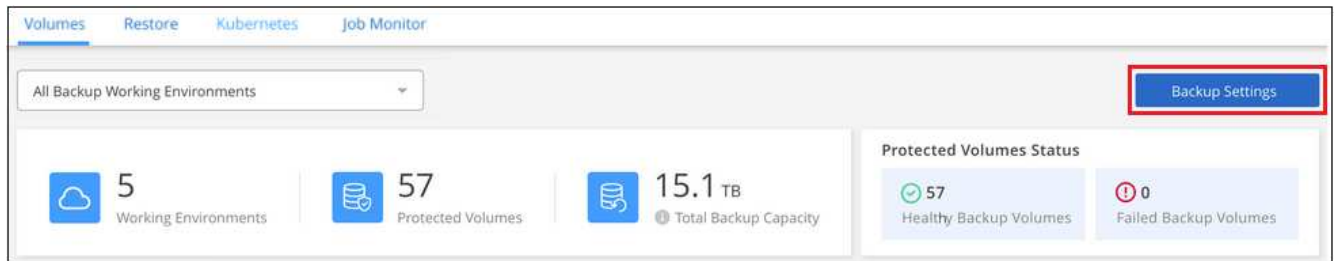 Volumes Restore Kubernetes Job Monitor
All Backup Working Environments
Backup Settings
5
Working Environments
57
Protected Volumes
15.1 TB
Total Backup Capacity
Protected Volumes Status
57
Healthy Backup Volumes
0
Failed Backup Volumes